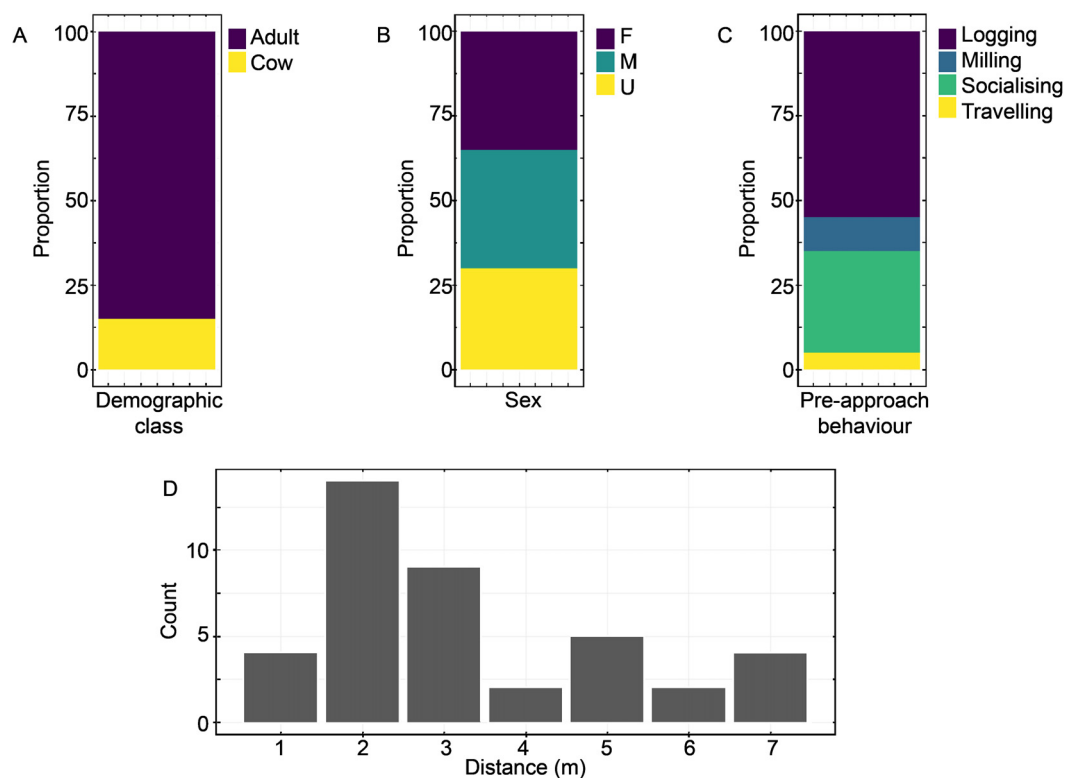 A
100
75
50
25
0
Proportion
Demographic
class
Adult
Cow
B
100
75
50
25
0
Proportion
Sex
F
M
U
C
100
75
50
25
0
Proportion
Pre-approach
behaviour
Logging
Milling
Socialising
Travelling
D
10
5
0
Count
1 2 3 4 5 6 7
Distance (m)